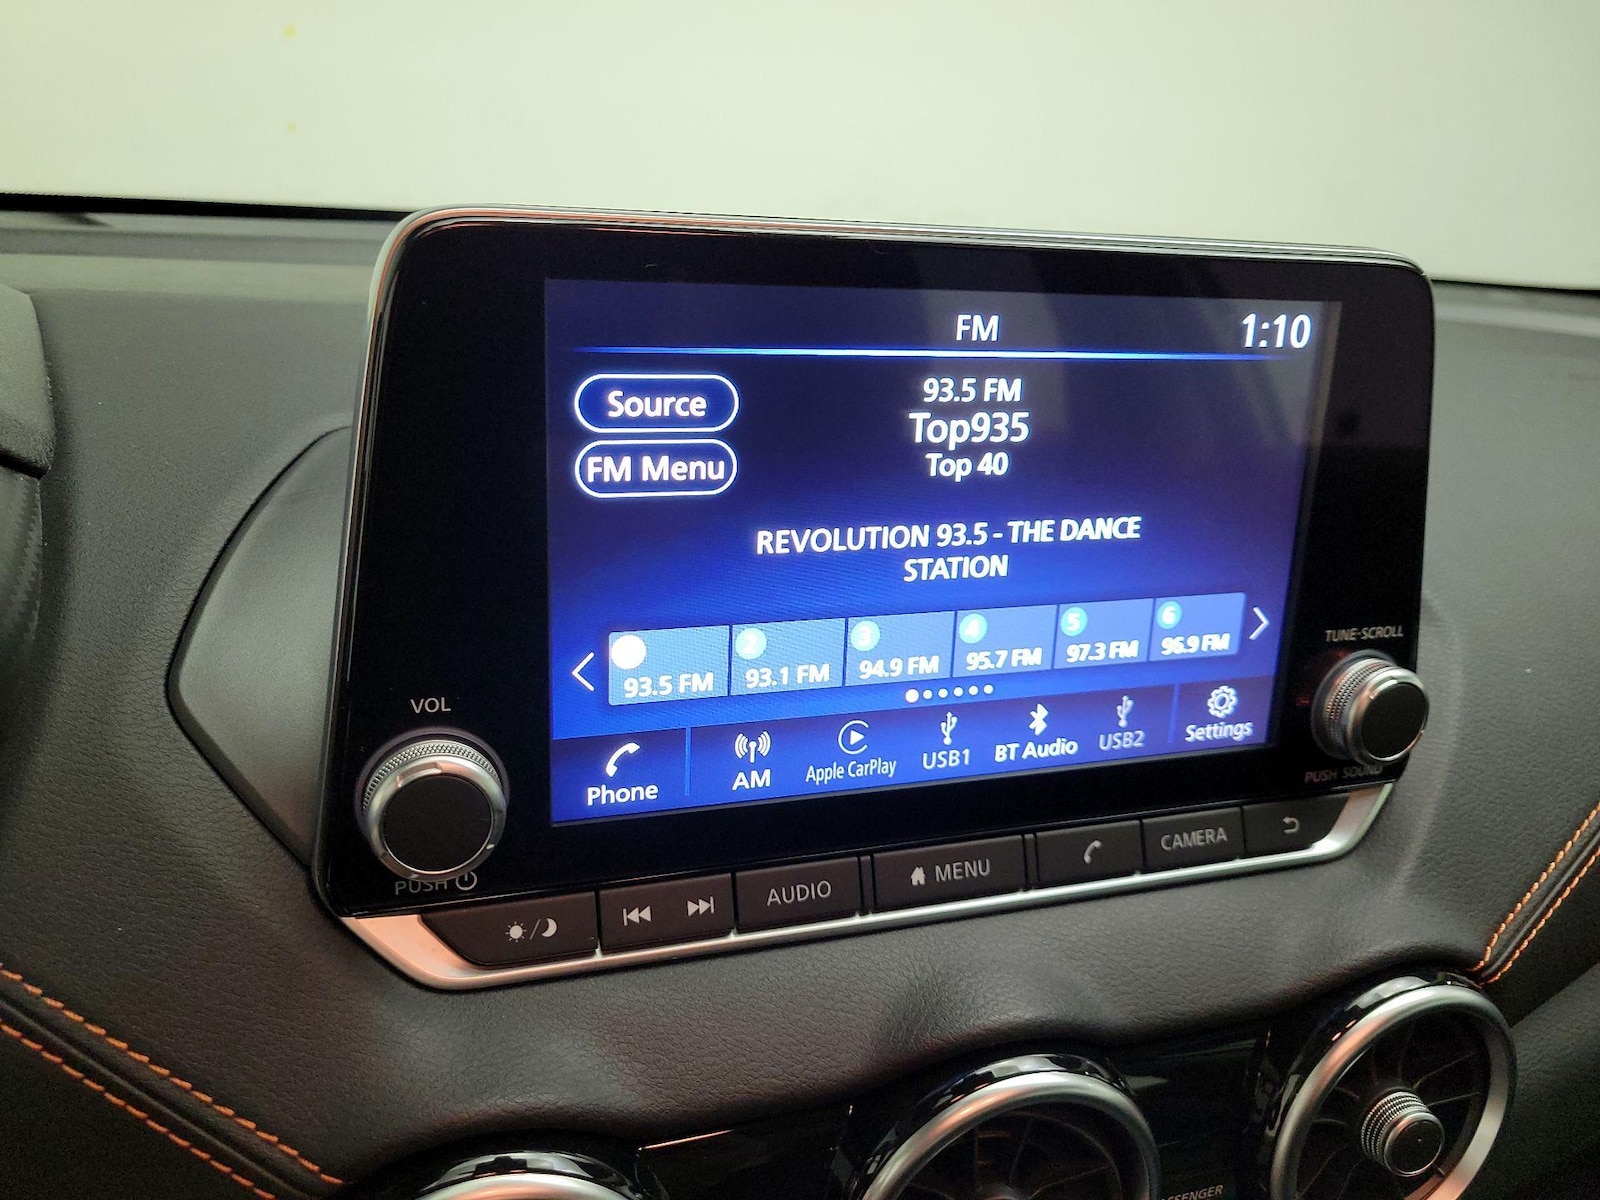 FM
1:10
Source
93.5 FM
Top935
FM Menu
Top 40
REVOLUTION 93.5 - THE DANCE
STATION
93.5 FM
2
93.1 FM
3
94.9 FM
4
95.7 FM
5
97.3 FM
6
96.9 FM
Phone
AM
Apple CarPlay
USB1
BT Audio
USB2
Settings
VOL
PUSH
TUNE·SCROLL
PUSH SOUND
AUDIO
MENU
CAMERA
PASSENGER